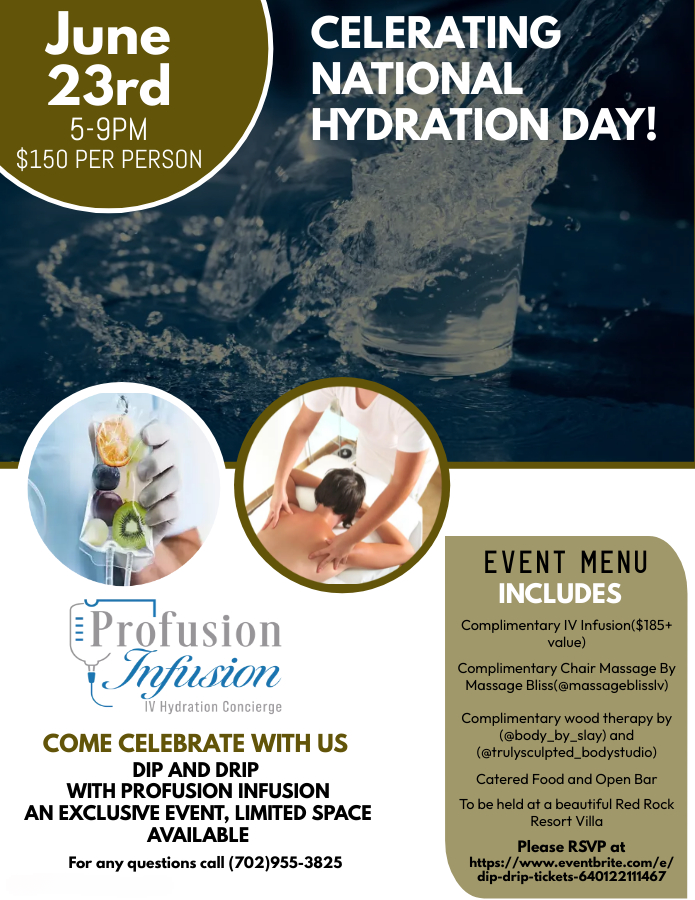 June
23rd
5-9PM
$150 PER PERSON
CELERATING
NATIONAL
HYDRATION DAY!
Profusion
Infusion
IV Hydration Concierge
COME CELEBRATE WITH US
DIP AND DRIP
WITH PROFUSION INFUSION
AN EXCLUSIVE EVENT, LIMITED SPACE
AVAILABLE
For any questions call (702)955-3825
EVENT MENU
INCLUDES
Complimentary IV Infusion($185+
value)
Complimentary Chair Massage By
Massage Bliss(@massageblisslv)
Complimentary wood therapy by
(@body_by_slay) and
(@trulysculpted_bodystudio)
Catered Food and Open Bar
To be held at a beautiful Red Rock
Resort Villa
Please RSVP at
https://www.eventbrite.com/e/
dip-drip-tickets-640122111467